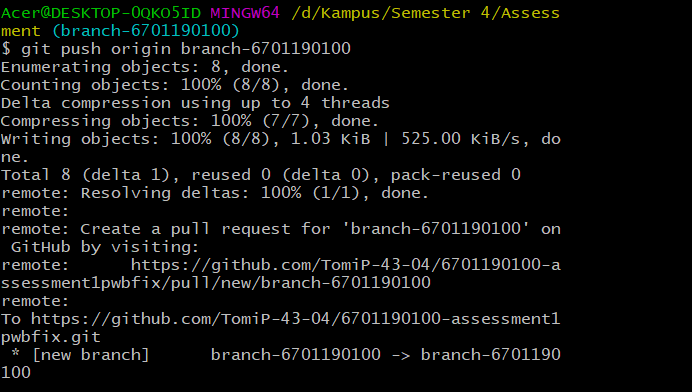 Acer@DESKTOP-0QKO5ID MINGW64 /d/Kampus/Semester 4/Assess
ment (branch-6701190100)
$ git push origin branch-6701190100
Enumerating objects: 8, done.
Counting objects: 100% (8/8), done.
Delta compression using up to 4 threads
Compressing objects: 100% (7/7), done.
Writing objects: 100% (8/8), 1.03 KiB | 525.00 KiB/s, do
ne.
Total 8 (delta 1), reused 0 (delta 0), pack-reused 0
remote: Resolving deltas: 100% (1/1), done.
remote:
remote: Create a pull request for 'branch-6701190100' on
 GitHub by visiting:
remote:      https://github.com/TomiP-43-04/6701190100-a
ssessment1pwbfix/pull/new/branch-6701190100
remote:
To https://github.com/TomiP-43-04/6701190100-assessment1
pwbfix.git
 * [new branch]      branch-6701190100 -> branch-6701190
100